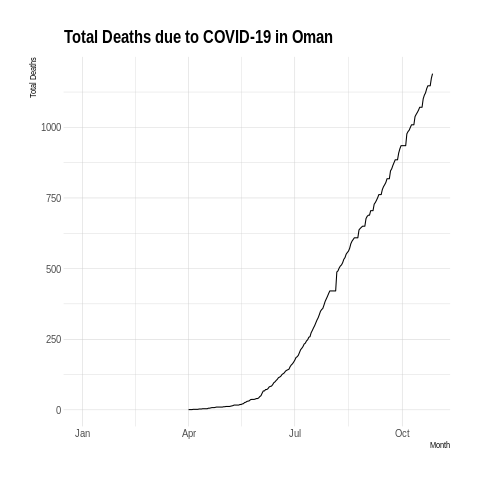 Total Deaths due to COVID-19 in Oman
Total Deaths
1000
750
500
250
0
Jan Apr Jul Oct
Month